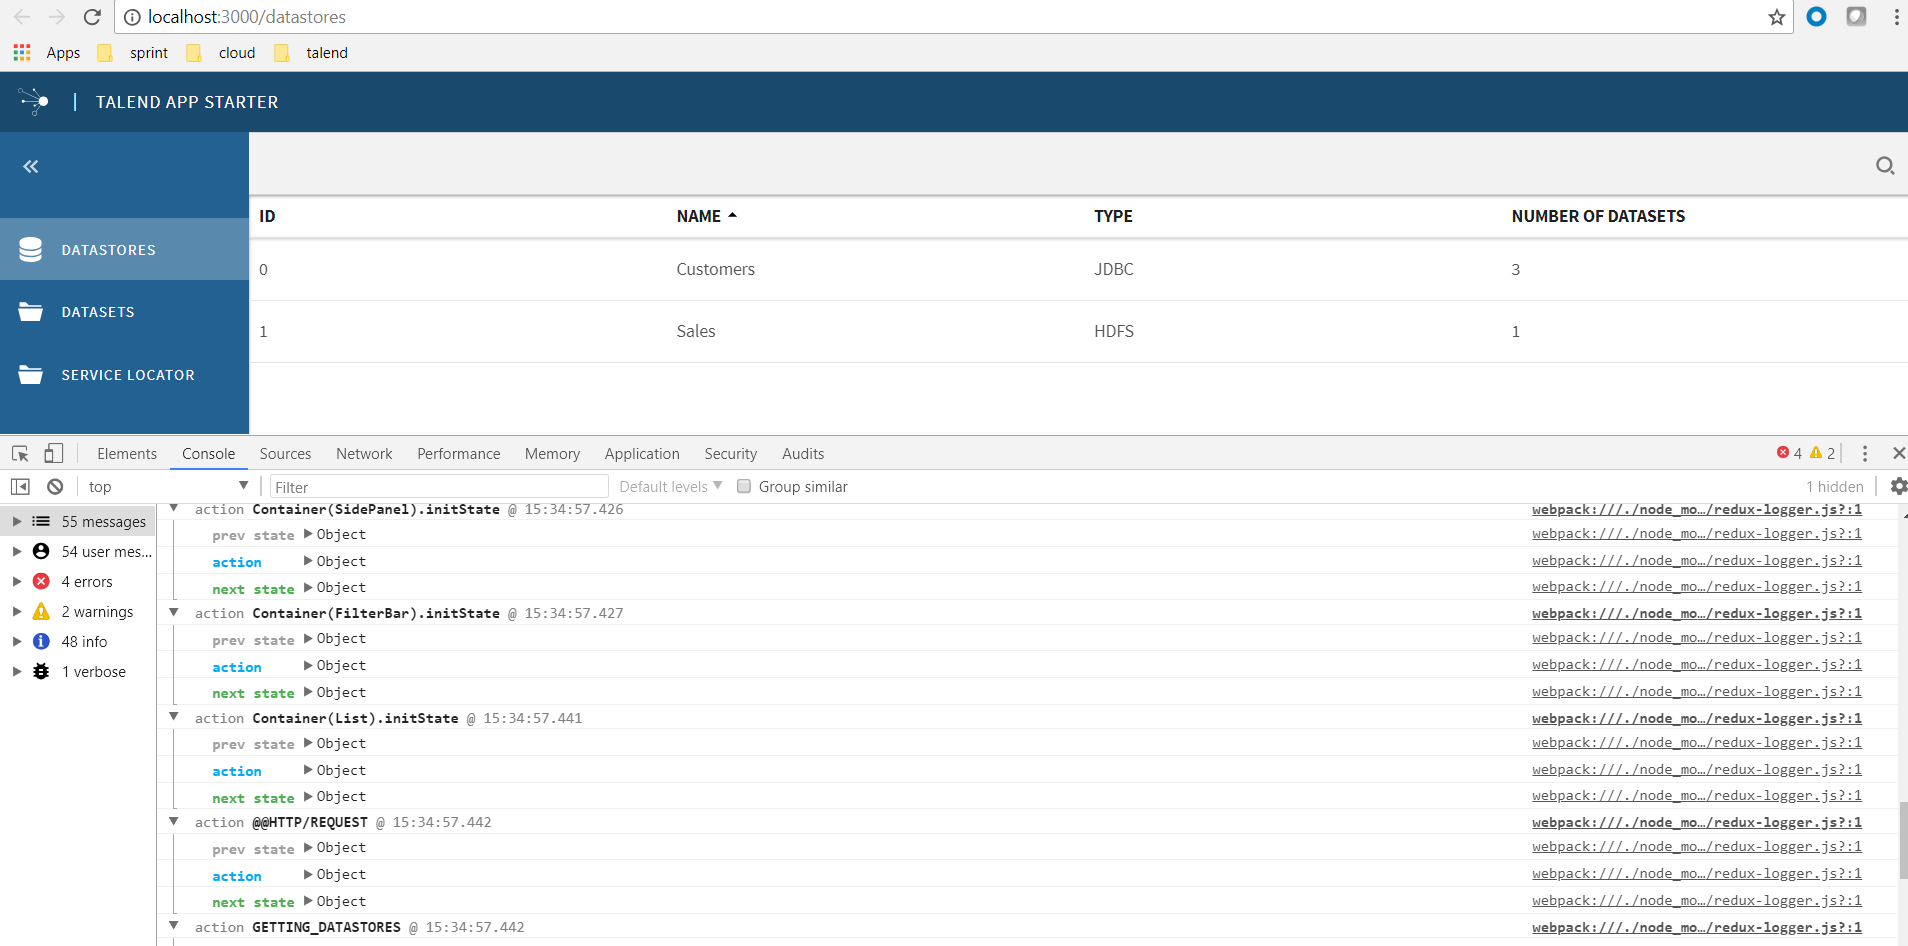 localhost:3000/datastores
Apps sprint cloud talend
| TALEND APP STARTER
DATASTORES
DATASETS
SERVICE LOCATOR
ID NAME TYPE NUMBER OF DATASETS
0 Customers JDBC 3
1 Sales HDFS 1
Elements Console Sources Network Performance Memory Application Security Audits 4 2
top Filter Default levels Group similar 1 hidden
55 messages
54 user mes...
4 errors
2 warnings
48 info
1 verbose
action Container(SidePanel).initState @ 15:34:57.426 webpack:///./node_mo…/redux-logger.js?:1
prev state Object webpack:///./node_mo…/redux-logger.js?:1
action Object webpack:///./node_mo…/redux-logger.js?:1
next state Object webpack:///./node_mo…/redux-logger.js?:1
action Container(FilterBar).initState @ 15:34:57.427 webpack:///./node_mo…/redux-logger.js?:1
prev state Object webpack:///./node_mo…/redux-logger.js?:1
action Object webpack:///./node_mo…/redux-logger.js?:1
next state Object webpack:///./node_mo…/redux-logger.js?:1
action Container(List).initState @ 15:34:57.441 webpack:///./node_mo…/redux-logger.js?:1
prev state Object webpack:///./node_mo…/redux-logger.js?:1
action Object webpack:///./node_mo…/redux-logger.js?:1
next state Object webpack:///./node_mo…/redux-logger.js?:1
action @@HTTP/REQUEST @ 15:34:57.442 webpack:///./node_mo…/redux-logger.js?:1
prev state Object webpack:///./node_mo…/redux-logger.js?:1
action Object webpack:///./node_mo…/redux-logger.js?:1
next state Object webpack:///./node_mo…/redux-logger.js?:1
action GETTING_DATASTORES @ 15:34:57.442 webpack:///./node_mo…/redux-logger.js?:1